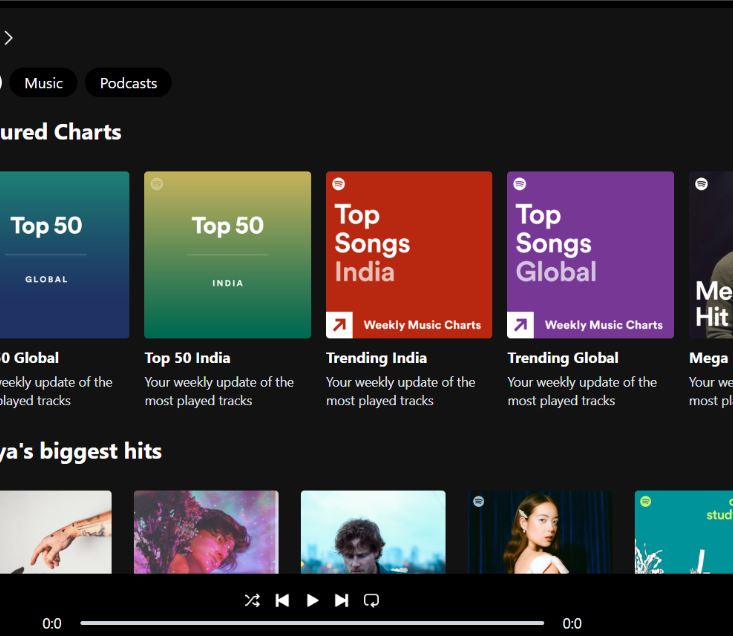 Music Podcasts
ured Charts
Top 50
GLOBAL
Top 50
INDIA
Top
Songs
India
Weekly Music Charts
Top
Songs
Global
Weekly Music Charts
Me
Hit
0 Global
eekly update of the
played tracks
Top 50 India
Your weekly update of the
most played tracks
Trending India
Your weekly update of the
most played tracks
Trending Global
Your weekly update of the
most played tracks
Mega
Your we
most pl
ya's biggest hits
stud
0:0
0:0